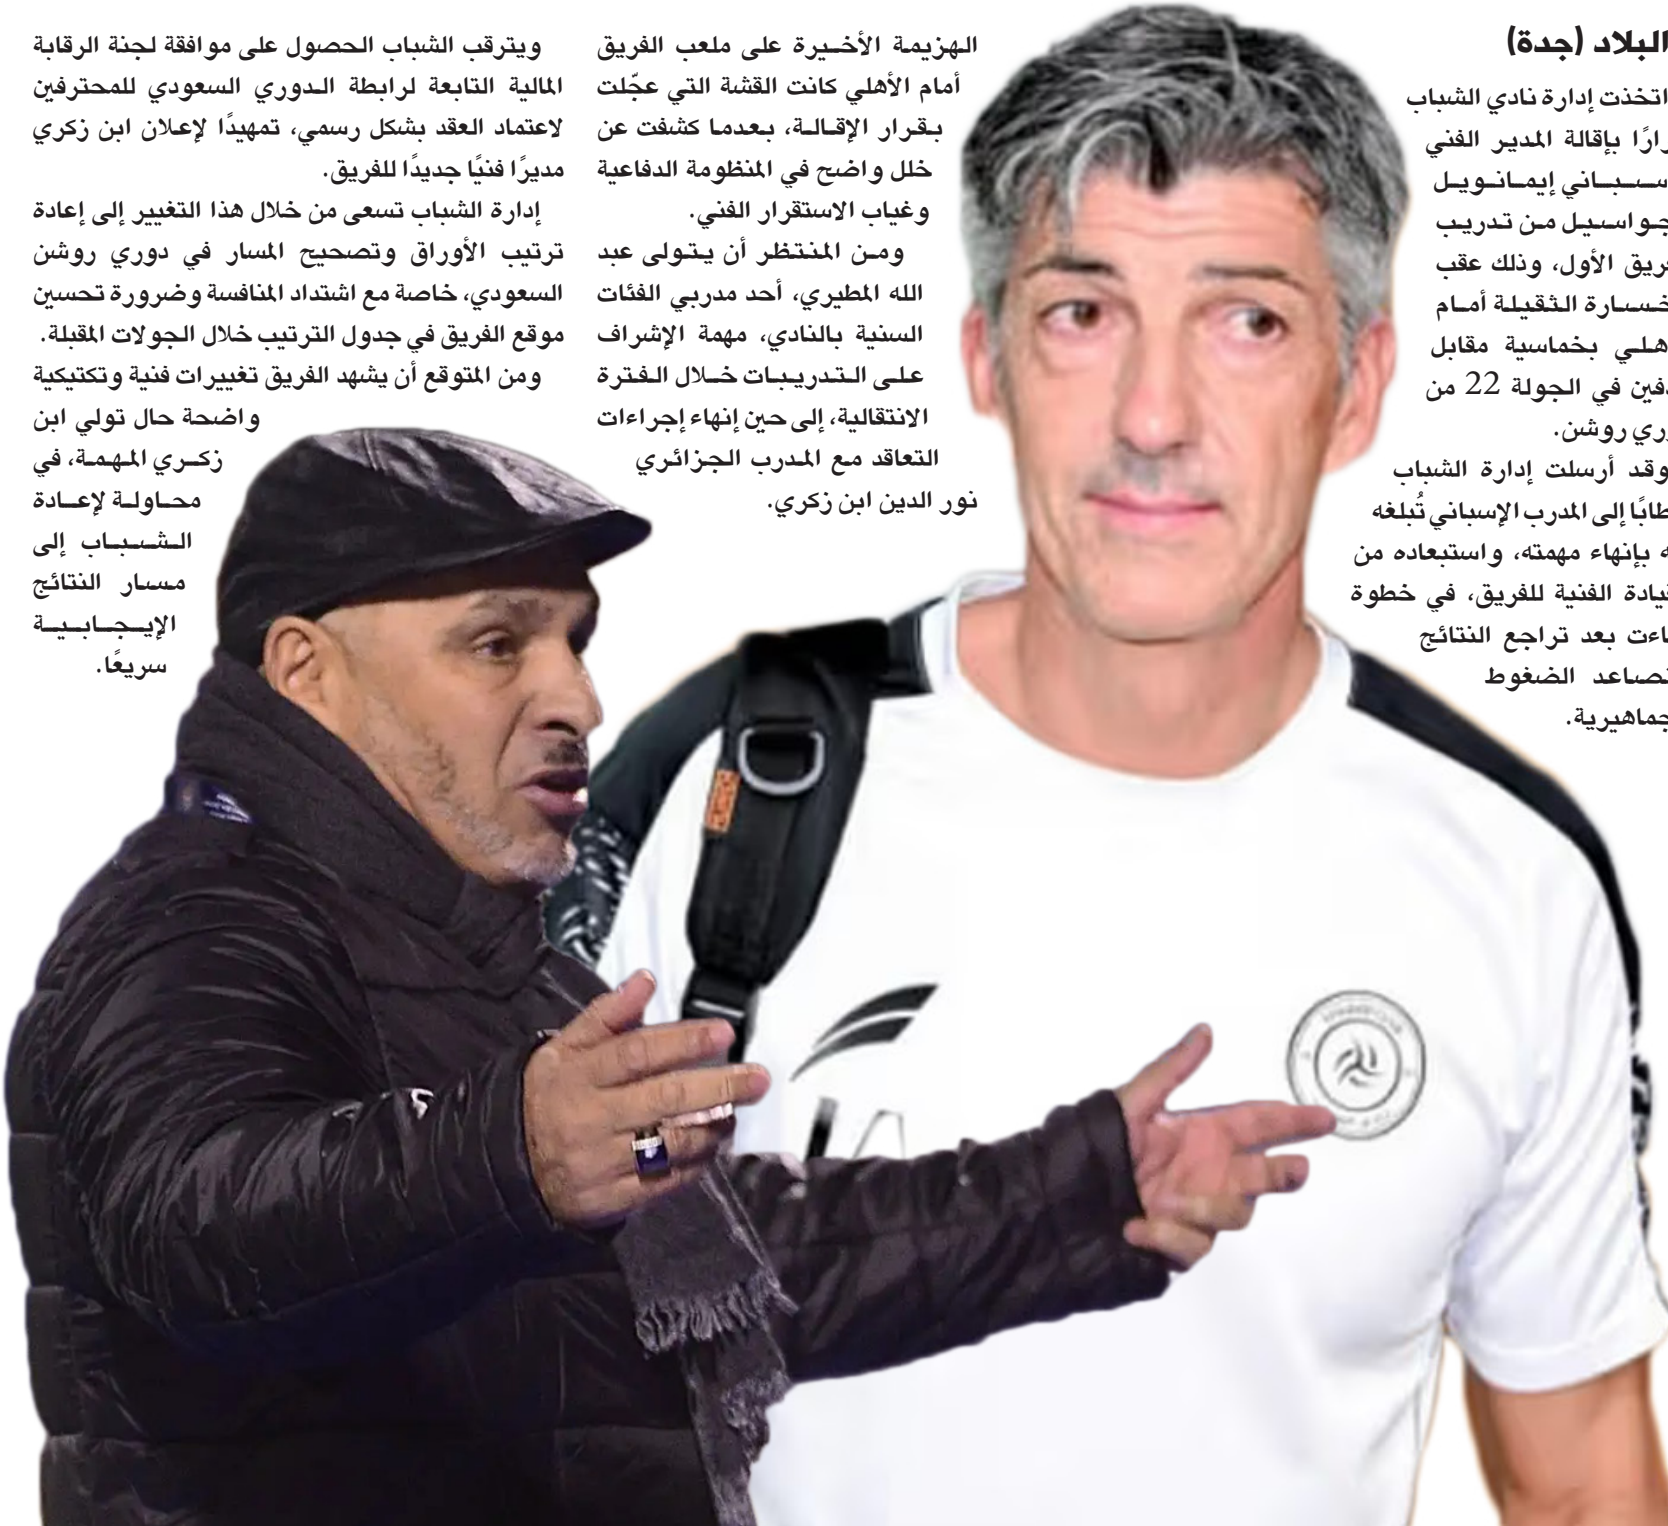 البلاد (جدة)
اتخذت إدارة نادي الشباب
بإقالة المدير الفني
إيمانويل
من تدريب
الأول، وذلك عقب
الثقيلة أمام
بخماسية مقابل
في الجولة 22 من
روشن.
وقد أرسلت إدارة الشباب
إلى المدرب الإسباني تُبلغه
بإنهاء مهمته، واستبعاده من
الفنية للفريق، في خطوة
بعد تراجع النتائج
الضغوط
الهزيمة الأخيرة على ملعب الفريق
أمام الأهلي كانت القشة التي عجّلت
بقرار الإقالة، بعدما كشفت عن
خلل واضح في المنظومة الدفاعية
وغياب الاستقرار الفني.
ومن المنتظر أن يتولى عبد
الله المطيري، أحد مدربي الفئات
السنية بالنادي، مهمة الإشراف
على التدريبات خلال الفترة
الانتقالية، إلى حين إنهاء إجراءات
التعاقد مع المدرب الجزائري
نور الدين ابن زكري.
ويترقب الشباب الحصول على موافقة لجنة الرقابة
المالية التابعة لرابطة الدوري السعودي للمحترفين
لاعتماد العقد بشكل رسمي، تمهيدًا لإعلان ابن زكري
مديرًا فنيًا جديدًا للفريق.
إدارة الشباب تسعى من خلال هذا التغيير إلى إعادة
ترتيب الأوراق وتصحيح المسار في دوري روشن
السعودي، خاصة مع اشتداد المنافسة وضرورة تحسين
موقع الفريق في جدول الترتيب خلال الجولات المقبلة.
ومن المتوقع أن يشهد الفريق تغييرات فنية وتكتيكية
واضحة حال تولي ابن
زكري المهمة، في
محاولة لإعادة
الشباب إلى
مسار النتائج
الإيجابية
سريعًا.